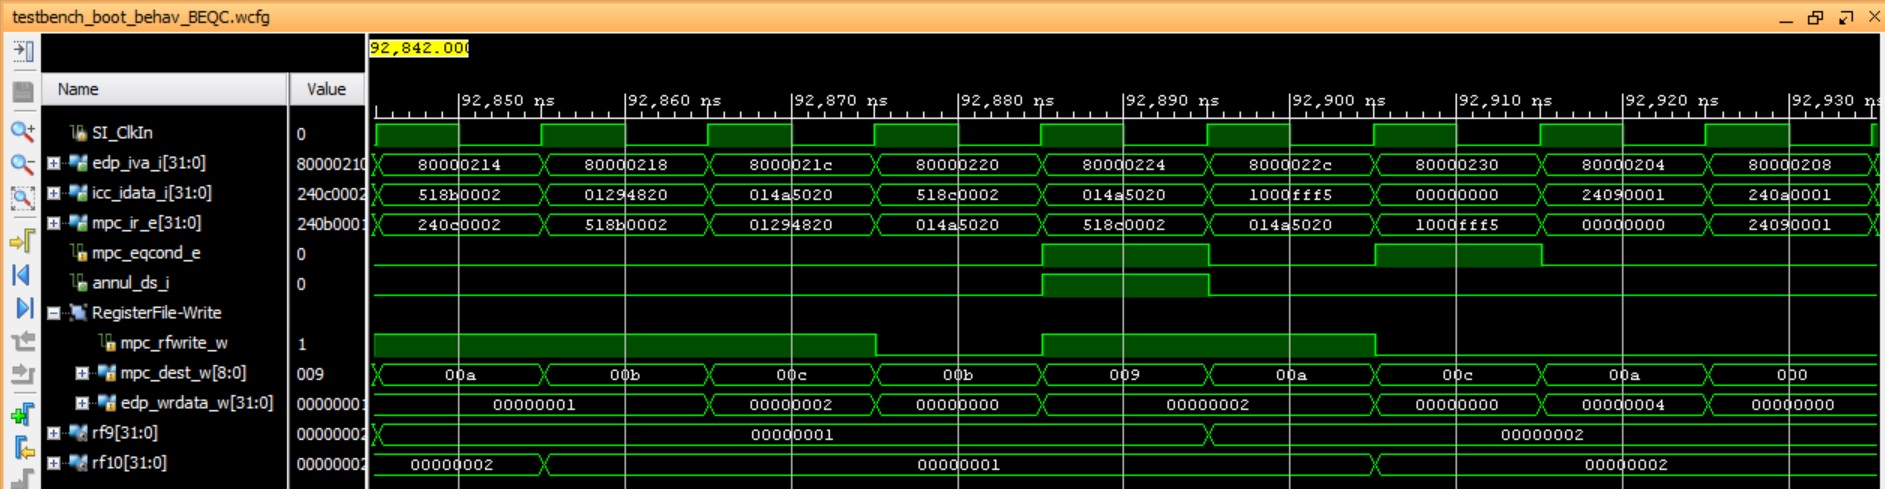 testbench_boot_behav_BEQC.wcfg
92,842.000
Name Value
92,850 ns 92,860 ns 92,870 ns 92,880 ns 92,890 ns 92,900 ns 92,910 ns 92,920 ns 92,930 ns
SI_ClkIn 0
edp_iva_i[31:0] 80000210 80000214 80000218 8000021c 80000220 80000224 8000022c 80000230 80000204 80000208
icc_idata_i[31:0] 240c0002 518b0002 01294820 014a5020 518c0002 014a5020 1000fff5 00000000 24090001 240a0001
mpc_ir_e[31:0] 240b0001 240c0002 518b0002 01294820 014a5020 518c0002 014a5020 1000fff5 00000000 24090001
mpc_eqcond_e 0
annul_ds_i 0
RegisterFile-Write
mpc_rfwrite_w 1
mpc_dest_w[8:0] 009 00a 00b 00c 00b 009 00a 00c 00a 000
edp_wrdata_w[31:0] 00000001 00000001 00000002 00000000 00000002 00000000 00000004 00000000
rf9[31:0] 00000002 00000001 00000002
rf10[31:0] 00000002 00000002 00000001 00000002